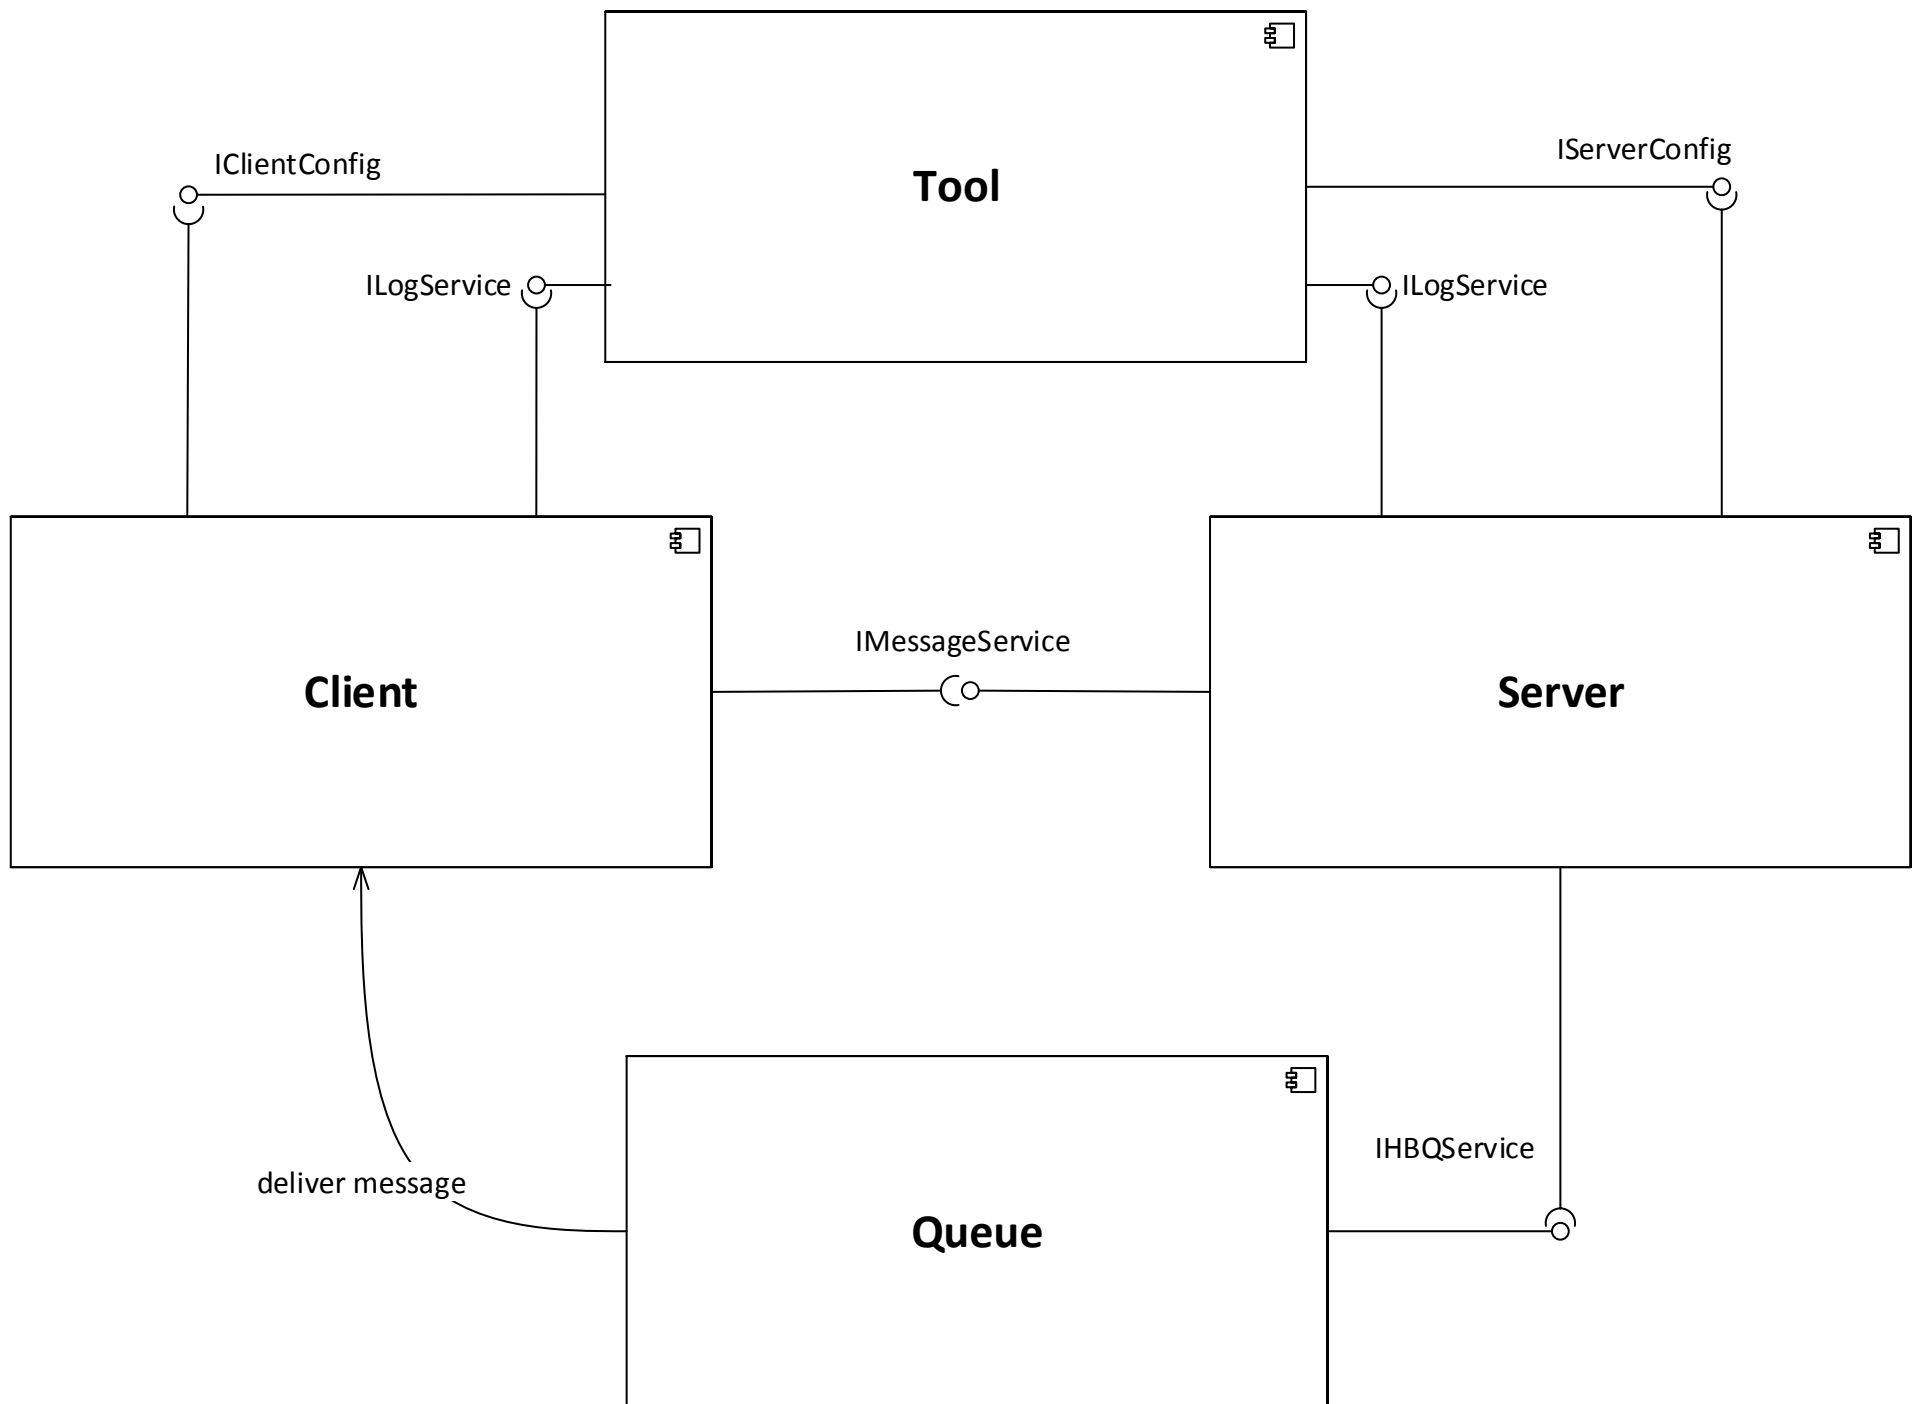 Tool
IClientConfig
IServerConfig
ILogService
ILogService
IMessageService
Client
Server
IHBQService
deliver message
Queue